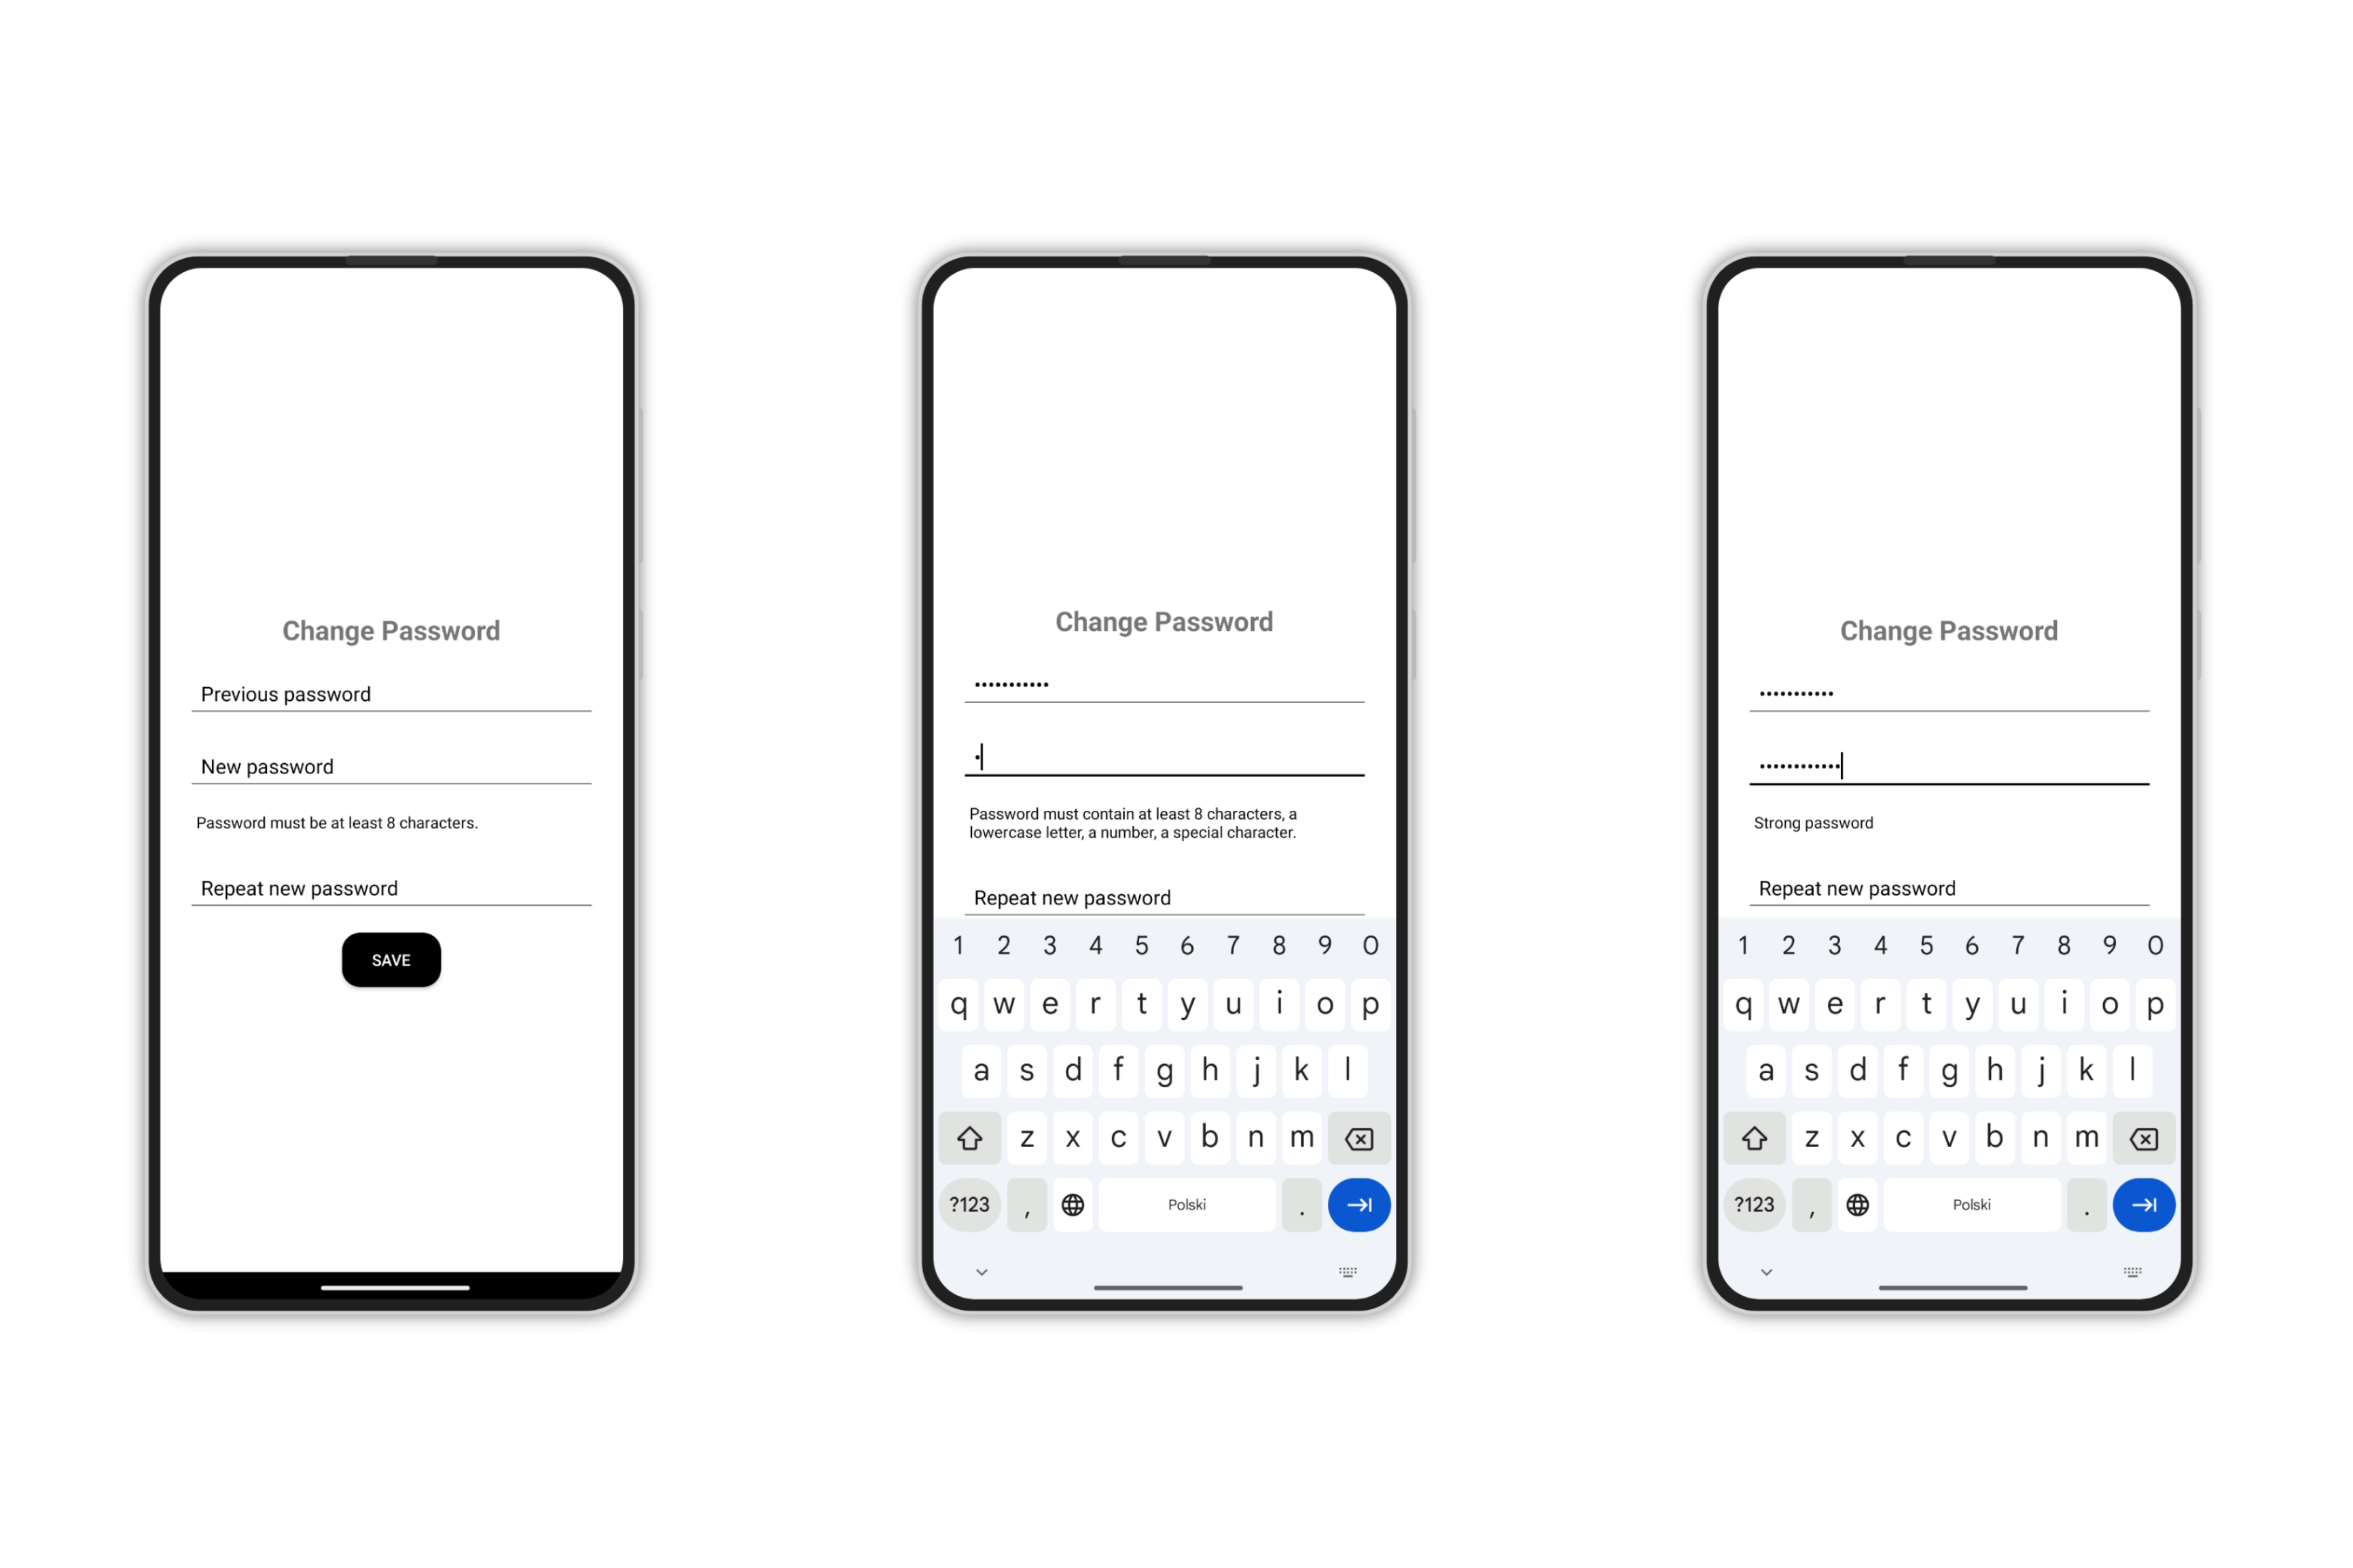 Change Password
Previous password
New password
Password must be at least 8 characters.
Repeat new password
SAVE
Change Password
•••••••••••
•
Password must contain at least 8 characters, a
lowercase letter, a number, a special character.
Repeat new password
1 2 3 4 5 6 7 8 9 0
q w e r t y u i o p
a s d f g h j k l
z x c v b n m
?123 , Polski .
Change Password
•••••••••••
••••••••••••
Strong password
Repeat new password
1 2 3 4 5 6 7 8 9 0
q w e r t y u i o p
a s d f g h j k l
z x c v b n m
?123 , Polski .